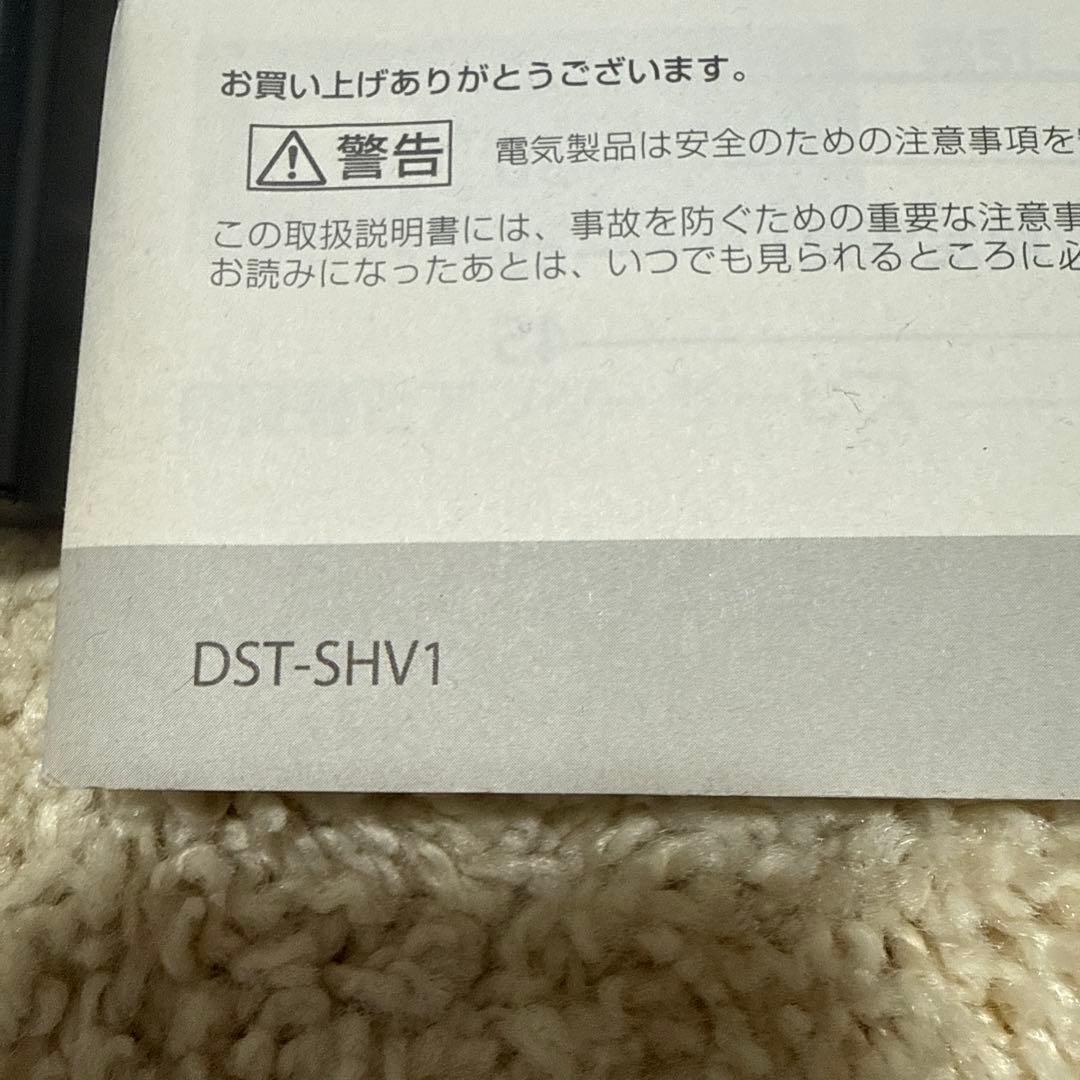 お買い上げありがとうございます。
警告
電気製品は安全のための注意事項を
この取扱説明書には、事故を防ぐための重要な注意事
お読みになったあとは、いつでも見られるところに必
DST-SHV1